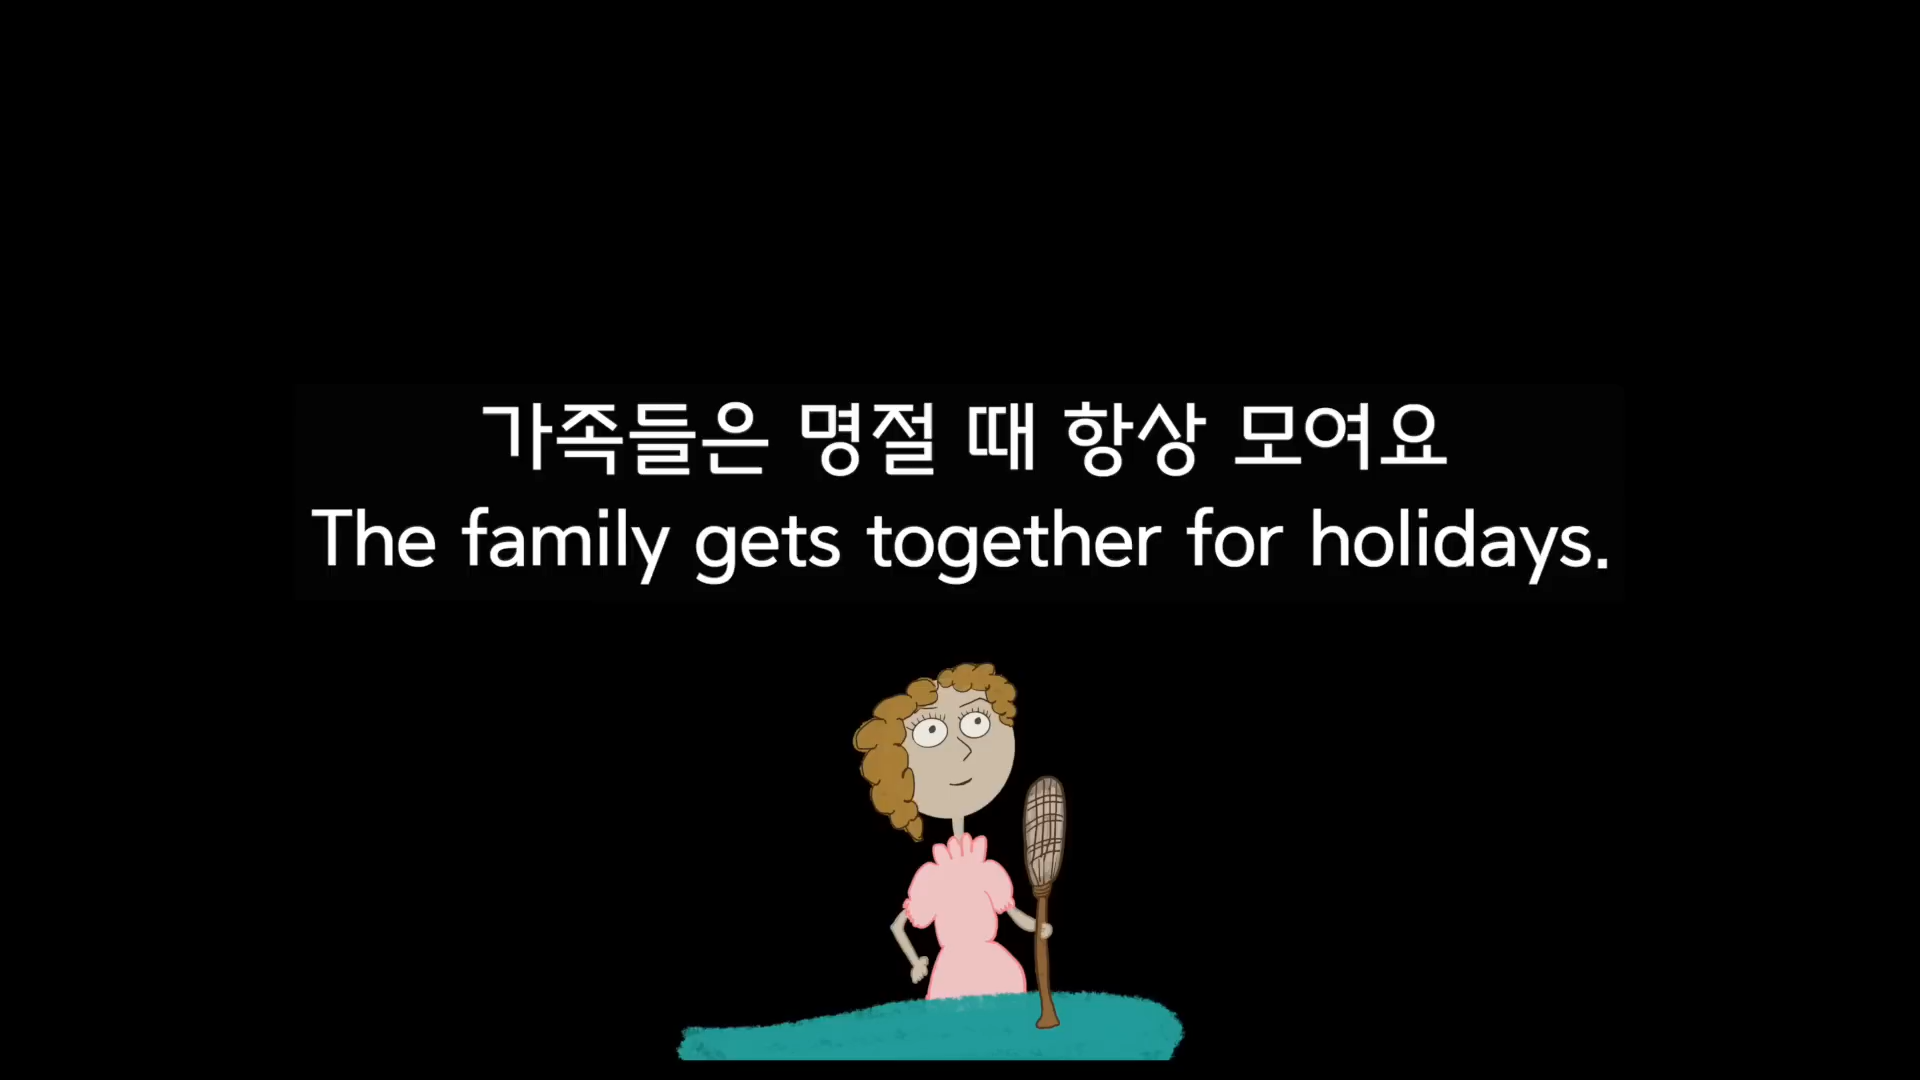 가족들은 명절 때 항상 모여요
The family gets together for holidays.